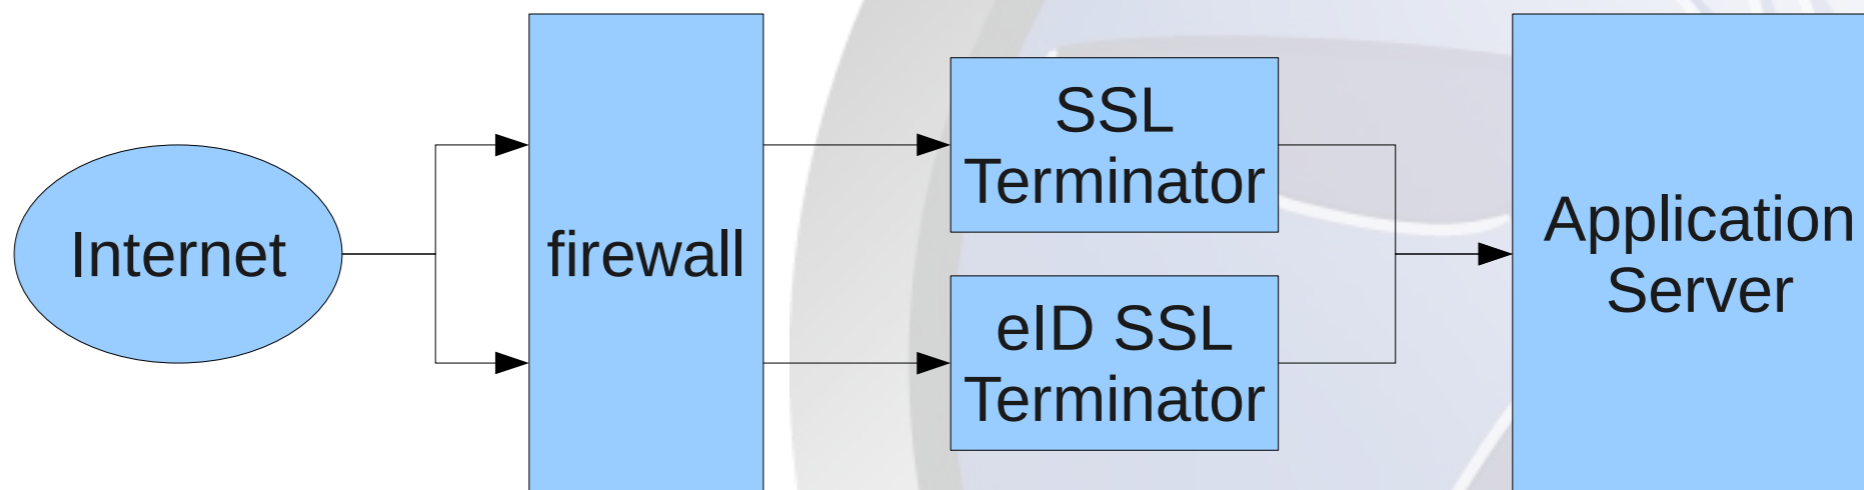 Internet
firewall
SSL
Terminator
eID SSL
Terminator
Application
Server